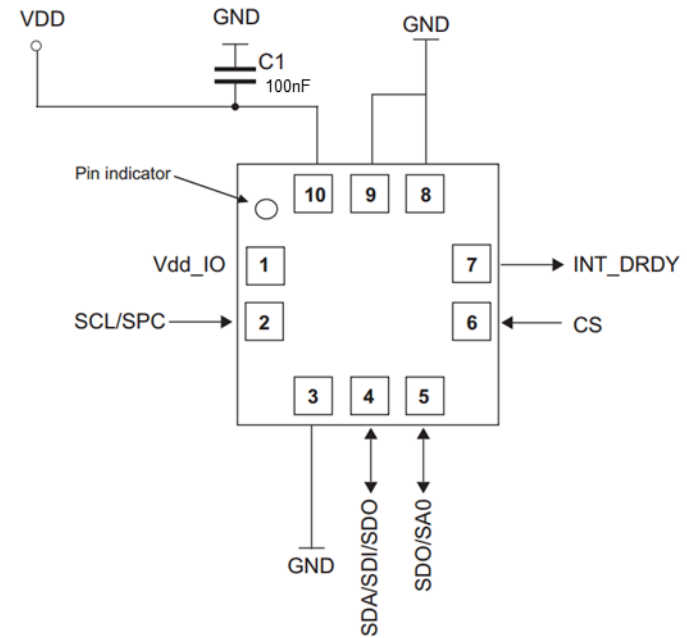 VDD
GND
GND
C1
100nF
Pin indicator
10
9
8
Vdd_IO
1
7
INT_DRDY
SCL/SPC
2
6
CS
3
4
5
GND
SDA/SDI/SDO
SDO/SA0